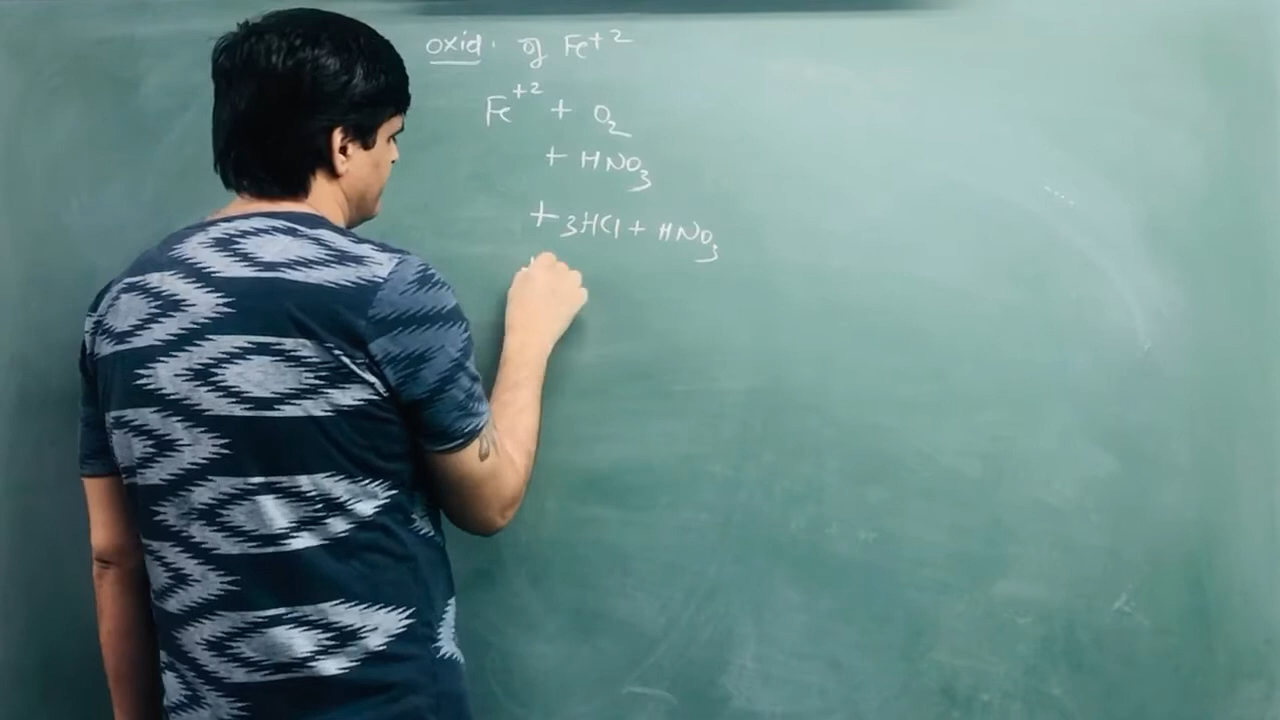 oxid. of Fe+2
Fe+2 + O2
+ HNO3
+ 3HCl + HNO3